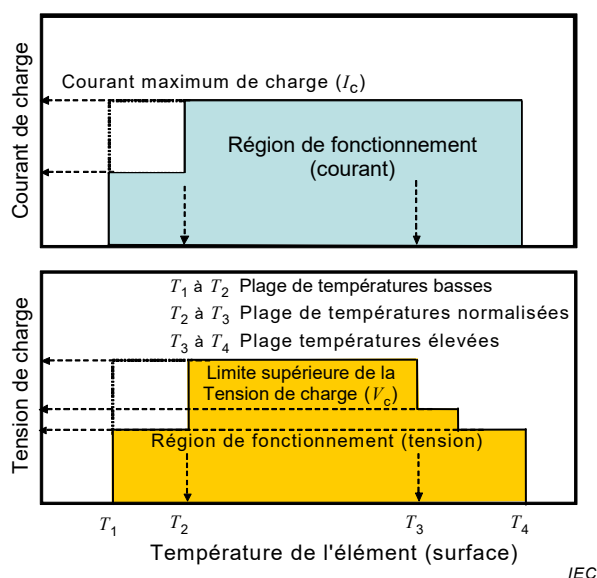 Courant de charge
Courant maximum de charge (Ic)
Région de fonctionnement
(courant)
Tension de charge
T1 à T2 Plage de températures basses
T2 à T3 Plage de températures normalisées
T3 à T4 Plage températures élevées
Limite supérieure de la
Tension de charge (Vc)
Région de fonctionnement (tension)
T1 T2 T3 T4
Température de l'élément (surface)
IEC